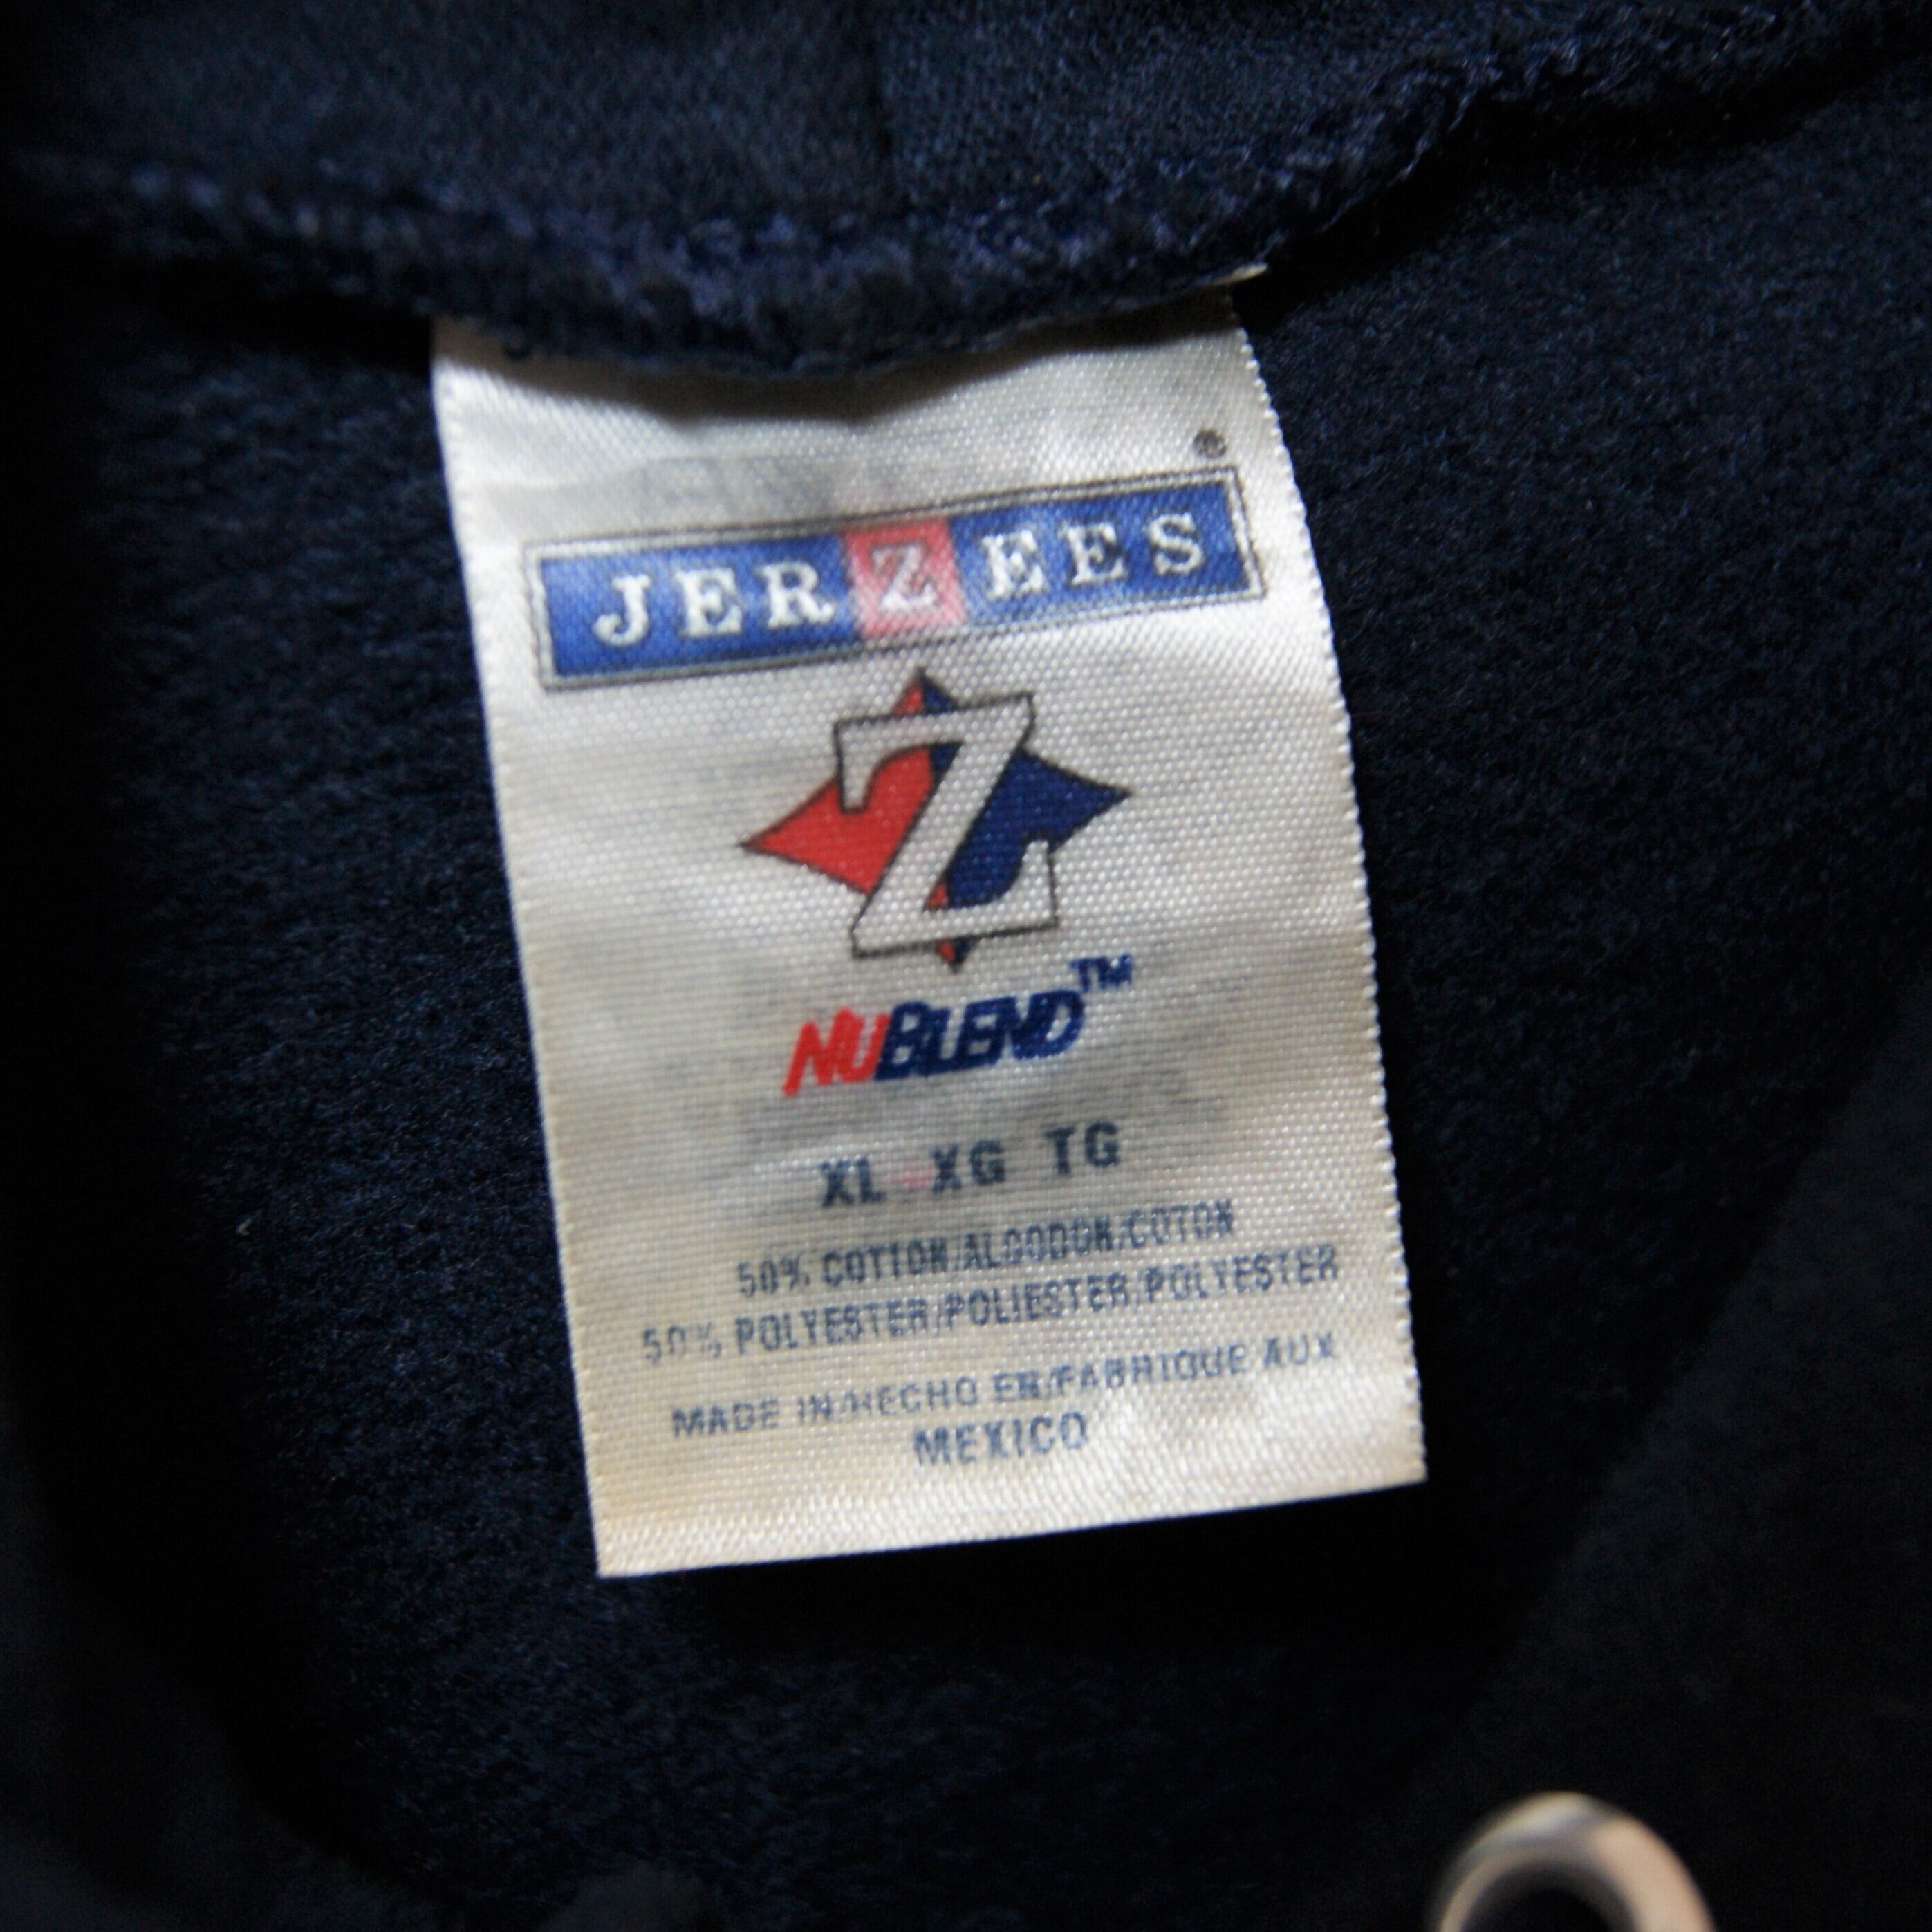 JERZEES
Z
NUBLEND™
XL XG TG
50% COTTON/ALGODON/COTON
50% POLYESTER/POLIESTER/POLYESTER
MADE IN/HECHO EN/FABRIQUE AUX
MEXICO